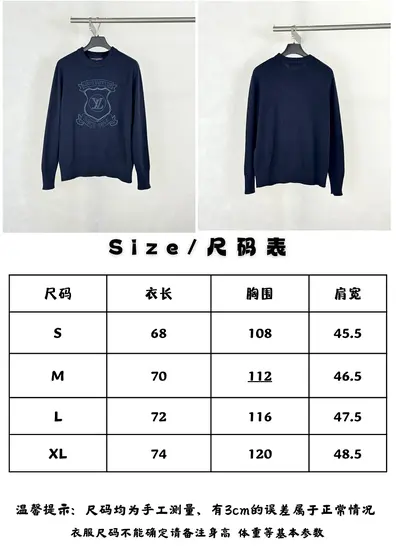 LV
Size/尺码表
尺码 衣长 胸围 肩宽
S 68 108 45.5
M 70 112 46.5
L 72 116 47.5
XL 74 120 48.5
温馨提示：尺码均为手工测量、有3cm的误差属于正常情况
衣服尺码不能确定请备注身高 体重等基本参数